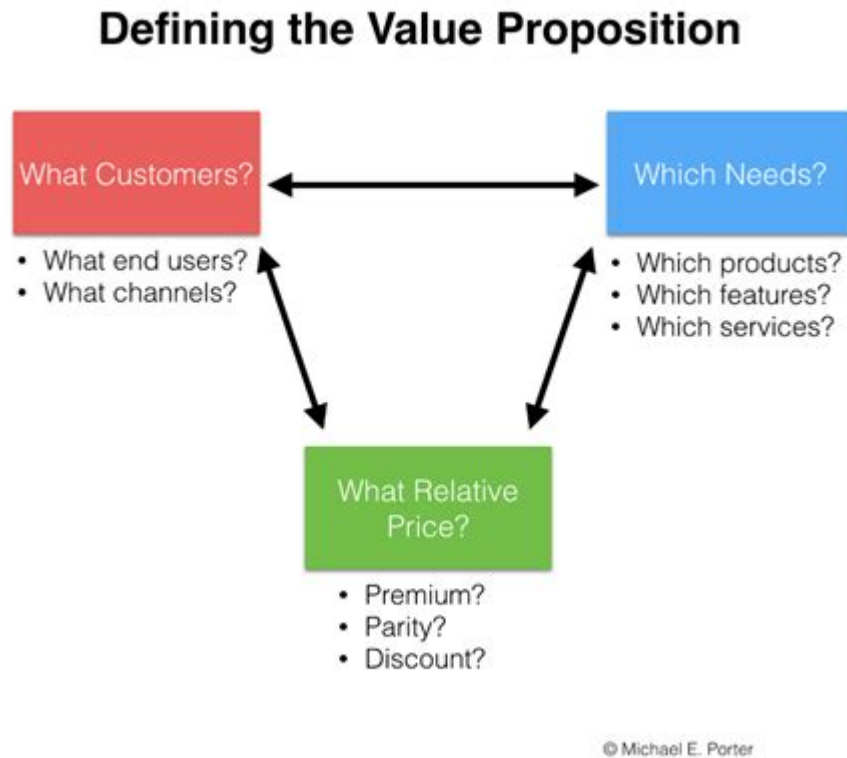 Defining the Value Proposition
What Customers?
• What end users?
• What channels?
Which Needs?
• Which products?
• Which features?
• Which services?
What Relative
Price?
• Premium?
• Parity?
• Discount?
© Michael E. Porter